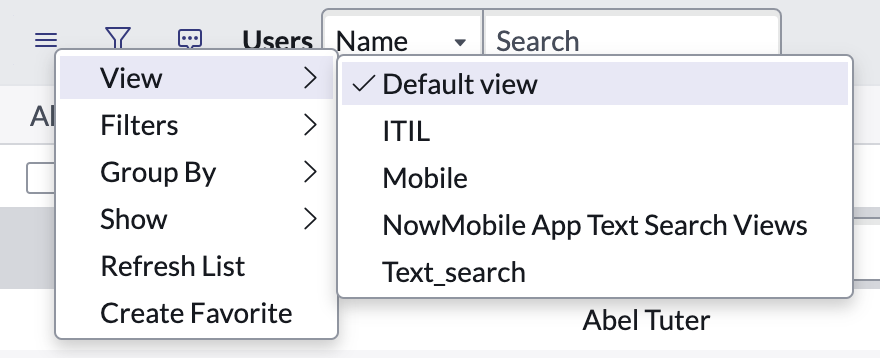 Users Name Search
View
Filters
Group By
Show
Refresh List
Create Favorite
Default view
ITIL
Mobile
NowMobile App Text Search Views
Text_search
Abel Tuter